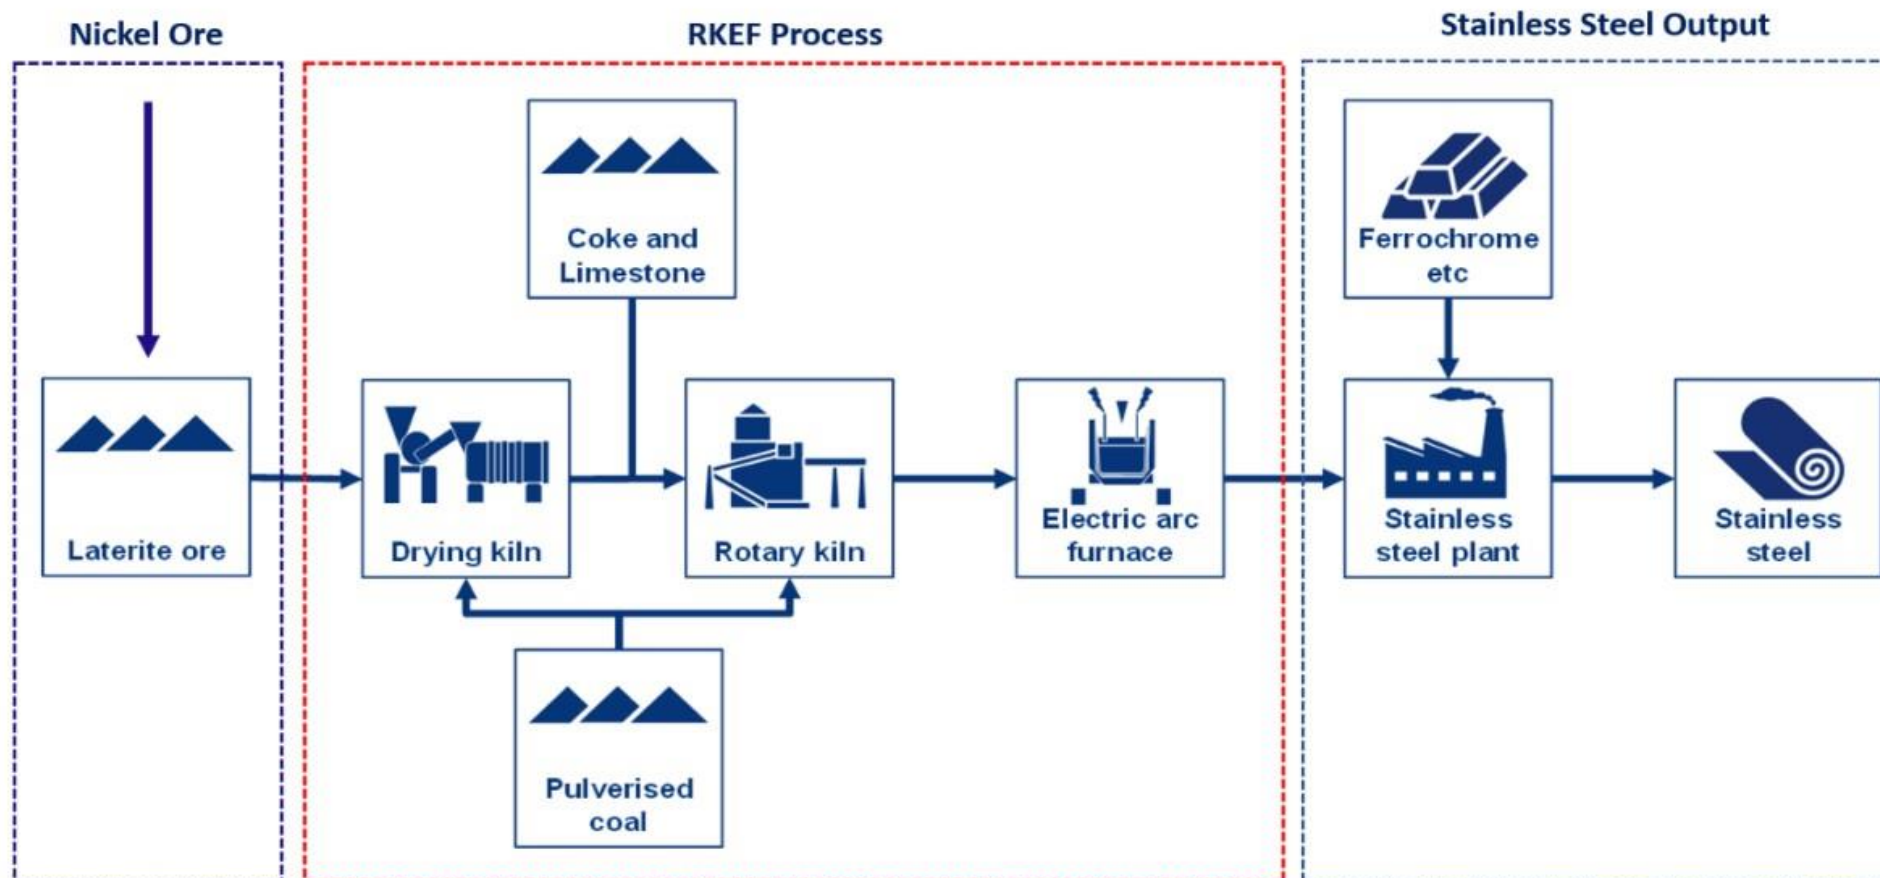 Nickel Ore
RKEF Process
Stainless Steel Output
Coke and
Limestone
Ferrochrome
etc
Laterite ore
Drying kiln
Rotary kiln
Electric arc
furnace
Stainless
steel plant
Stainless
steel
Pulverised
coal